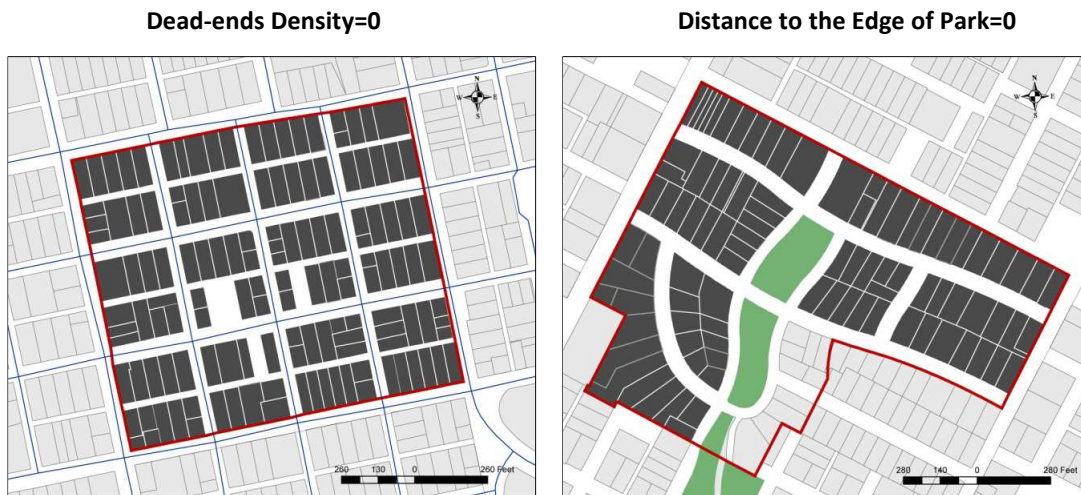 Dead-ends Density=0
Distance to the Edge of Park=0
N
W E
S
N
W E
S
260 130 0 260 Feet
280 140 0 280 Feet